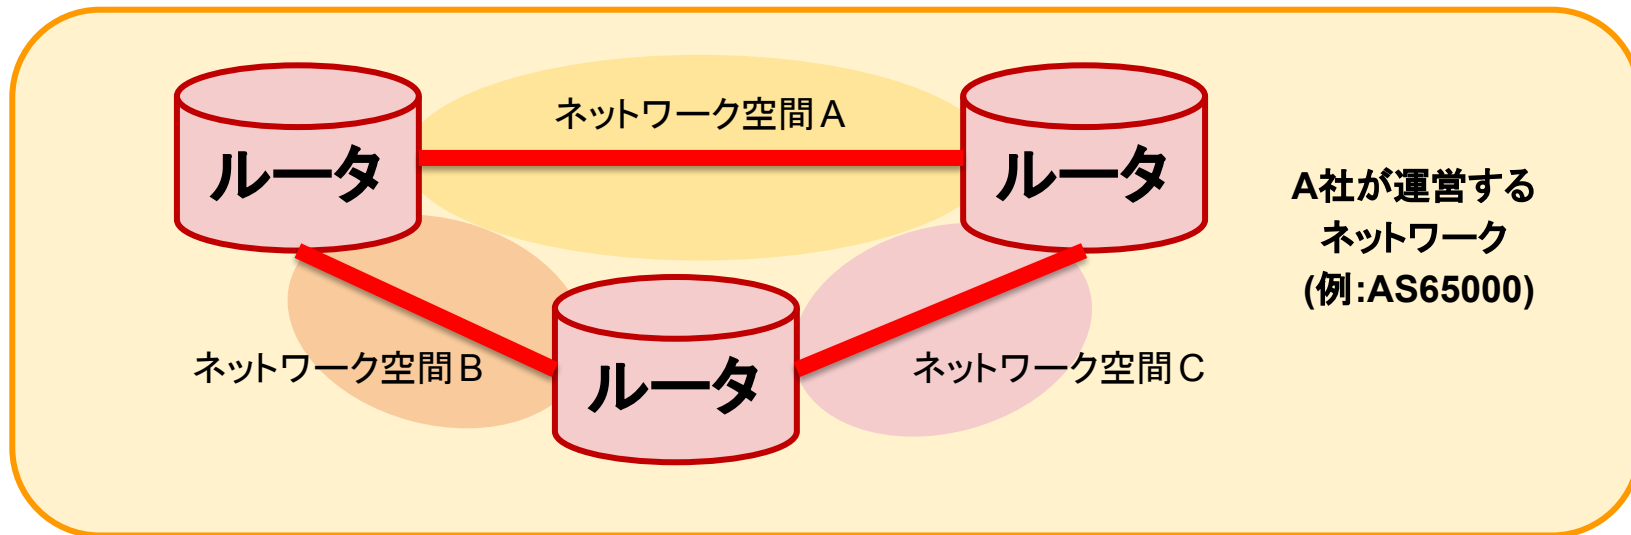 ネットワーク空間A
ルータ
ルータ
A社が運営する
ネットワーク
(例:AS65000)
ネットワーク空間B
ルータ
ネットワーク空間C